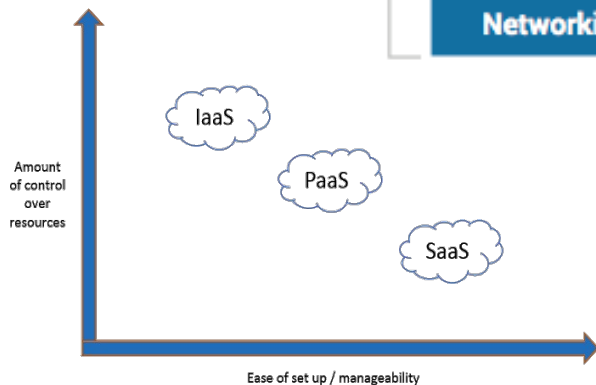 Networki
IaaS
PaaS
SaaS
Amount
of control
over
resources
Ease of set up / manageability